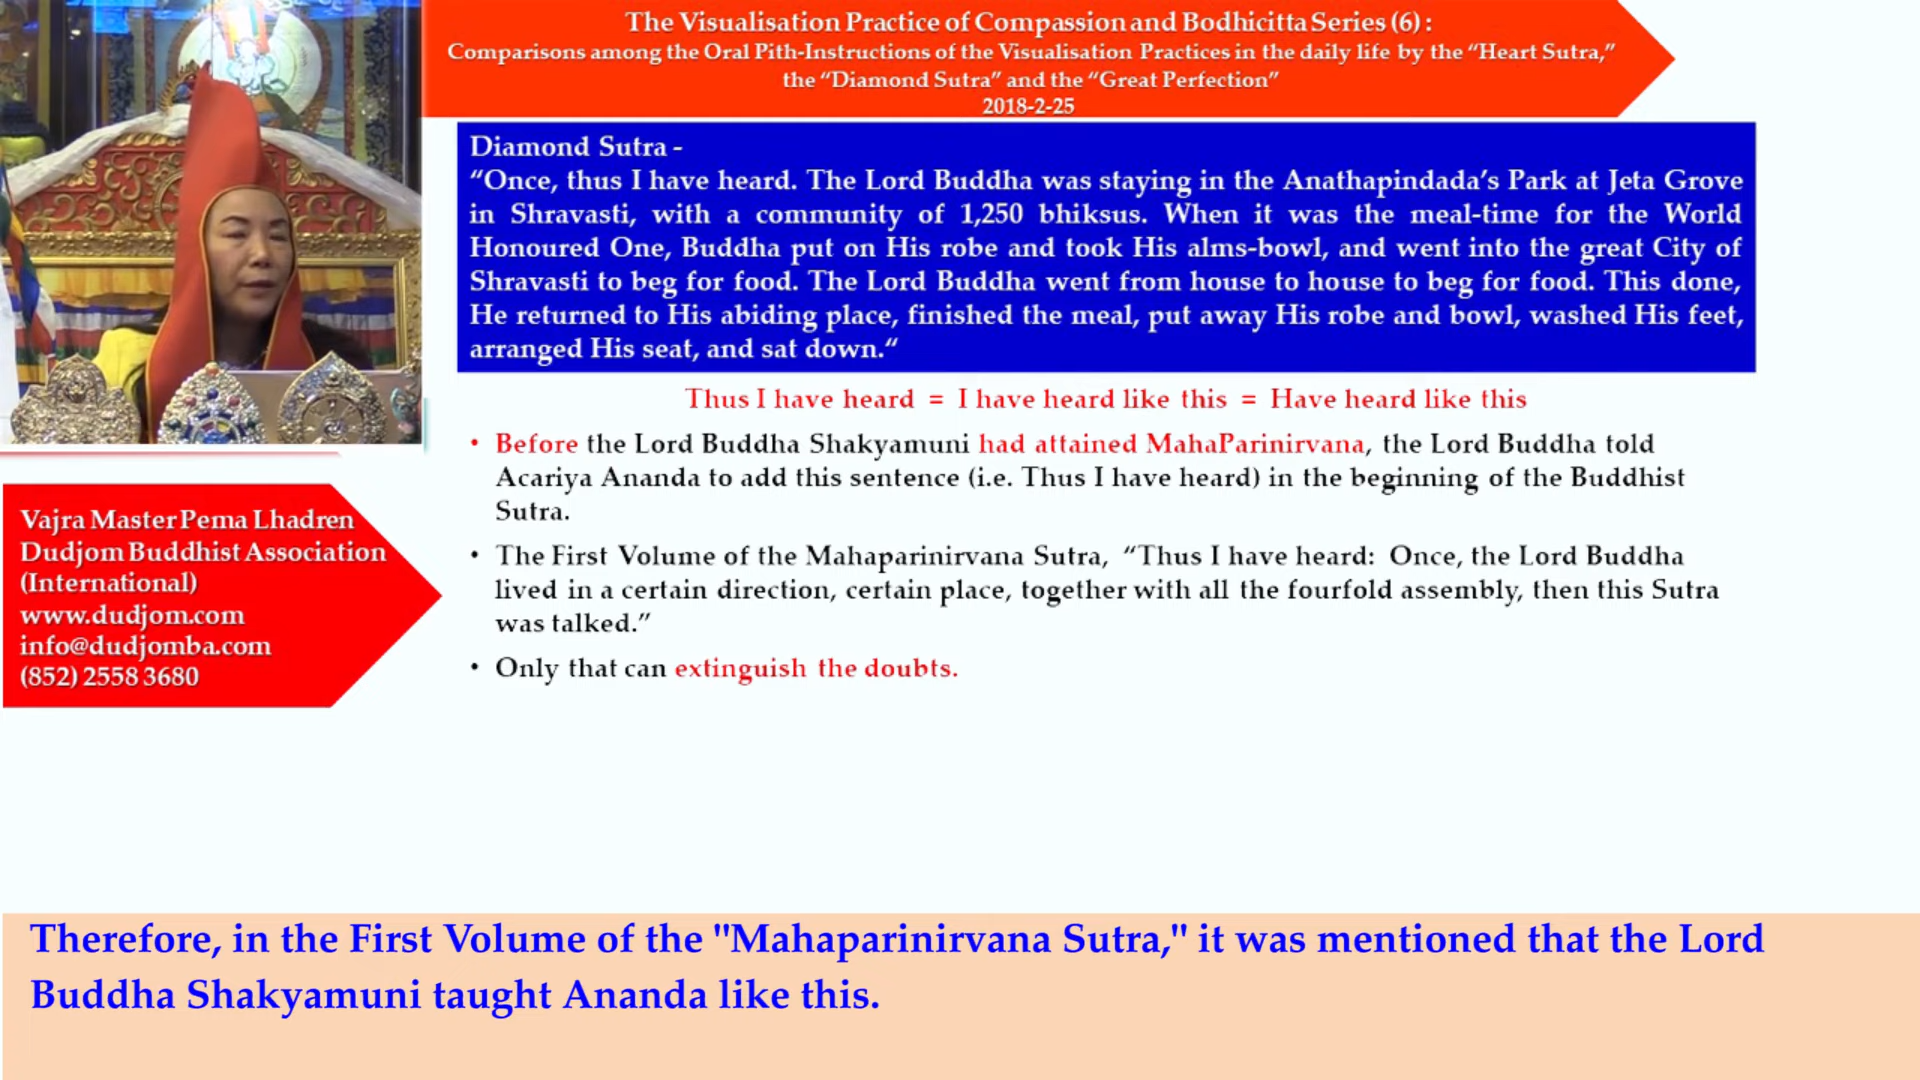 The Visualisation Practice of Compassion and Bodhicitta Series (6) :
Comparisons among the Oral Pith-Instructions of the Visualisation Practices in the daily life by the “Heart Sutra,”
the “Diamond Sutra” and the “Great Perfection”
2018-2-25
Diamond Sutra -
“Once, thus I have heard. The Lord Buddha was staying in the Anathapindada’s Park at Jeta Grove
in Shravasti, with a community of 1,250 bhiksus. When it was the meal-time for the World
Honoured One, Buddha put on His robe and took His alms-bowl, and went into the great City of
Shravasti to beg for food. The Lord Buddha went from house to house to beg for food. This done,
He returned to His abiding place, finished the meal, put away His robe and bowl, washed His feet,
arranged His seat, and sat down.“
Thus I have heard = I have heard like this = Have heard like this
• Before the Lord Buddha Shakyamuni had attained MahaParinirvana, the Lord Buddha told
Acariya Ananda to add this sentence (i.e. Thus I have heard) in the beginning of the Buddhist
Sutra.
• The First Volume of the Mahaparinirvana Sutra, “Thus I have heard: Once, the Lord Buddha
lived in a certain direction, certain place, together with all the fourfold assembly, then this Sutra
was talked.”
• Only that can extinguish the doubts.
Vajra Master Pema Lhadren
Dudjom Buddhist Association
(International)
www.dudjom.com
info@dudjomba.com
(852) 2558 3680
Therefore, in the First Volume of the "Mahaparinirvana Sutra," it was mentioned that the Lord
Buddha Shakyamuni taught Ananda like this.